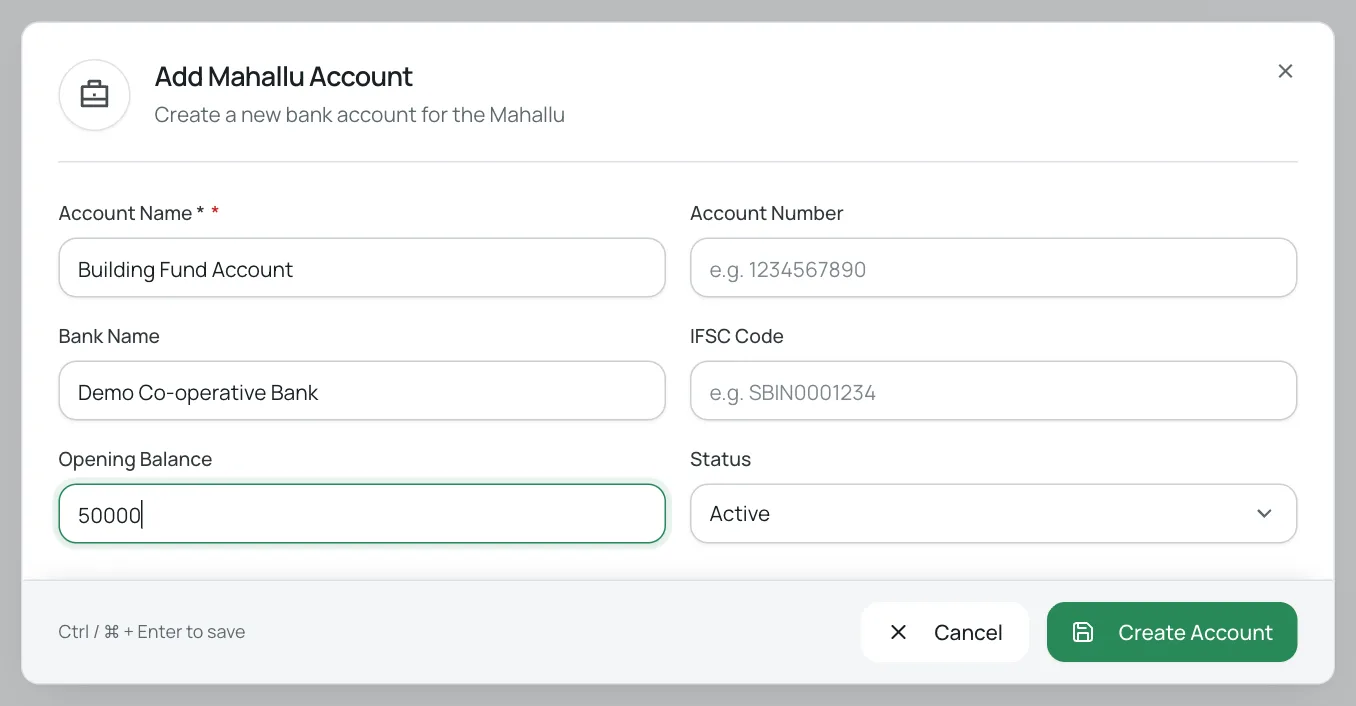 Add Mahallu Account
Create a new bank account for the Mahallu
Account Name * *
Account Number
Building Fund Account
e.g. 1234567890
Bank Name
IFSC Code
Demo Co-operative Bank
e.g. SBIN0001234
Opening Balance
Status
50000
Active
Ctrl / ⌘ + Enter to save
Cancel
Create Account